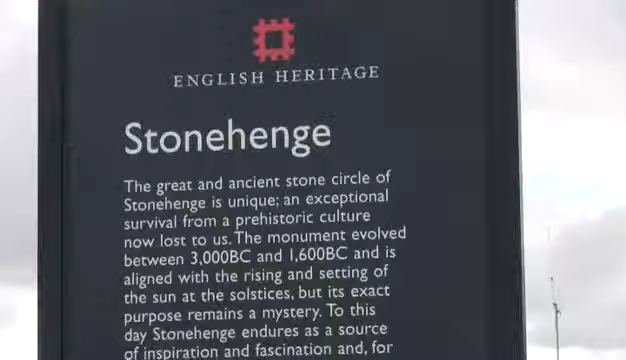 ENGLISH HERITAGE
Stonehenge
The great and ancient stone circle of
Stonehenge is unique; an exceptional
survival from a prehistoric culture
now lost to us. The monument evolved
between 3,000BC and 1,600BC and is
aligned with the rising and setting of
the sun at the solstices, but its exact
purpose remains a mystery. To this
day Stonehenge endures as a source
of inspiration and fascination and, for